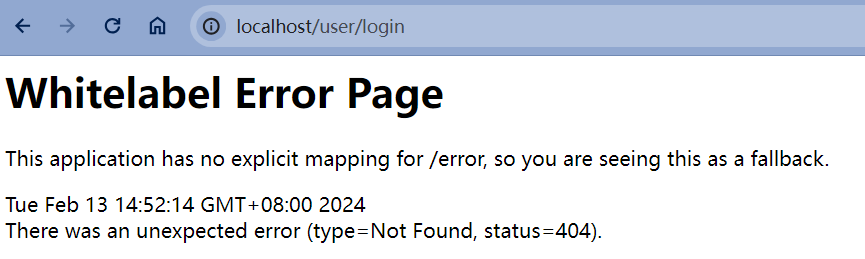 localhost/user/login
Whitelabel Error Page
This application has no explicit mapping for /error, so you are seeing this as a fallback.
Tue Feb 13 14:52:14 GMT+08:00 2024
There was an unexpected error (type=Not Found, status=404).